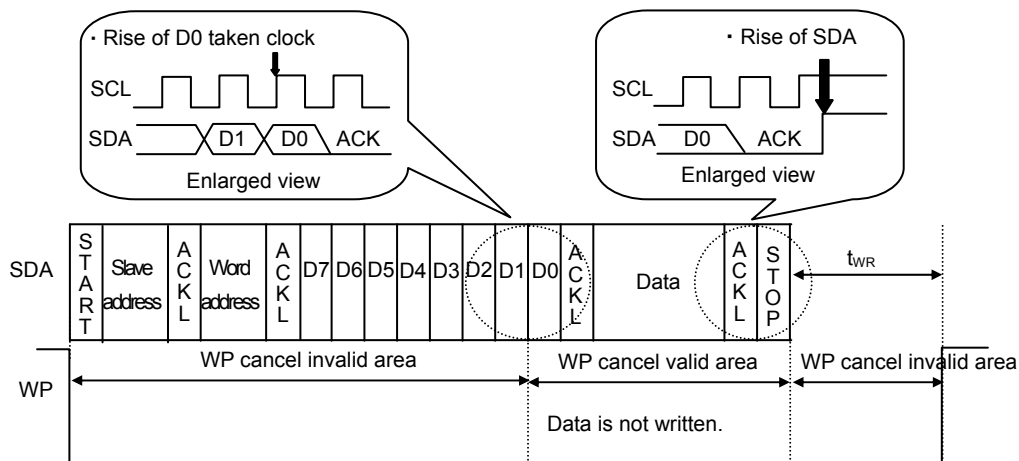 ・Rise of D0 taken clock
SCL
SDA D1 D0 ACK
Enlarged view
・Rise of SDA
SCL
SDA D0 ACK
Enlarged view
SDA START Slave address ACKL Word address ACKL D7 D6 D5 D4 D3 D2 D1 D0 ACKL Data ACKL STOP tWR
WP cancel invalid area WP cancel valid area WP cancel invalid area
WP
Data is not written.